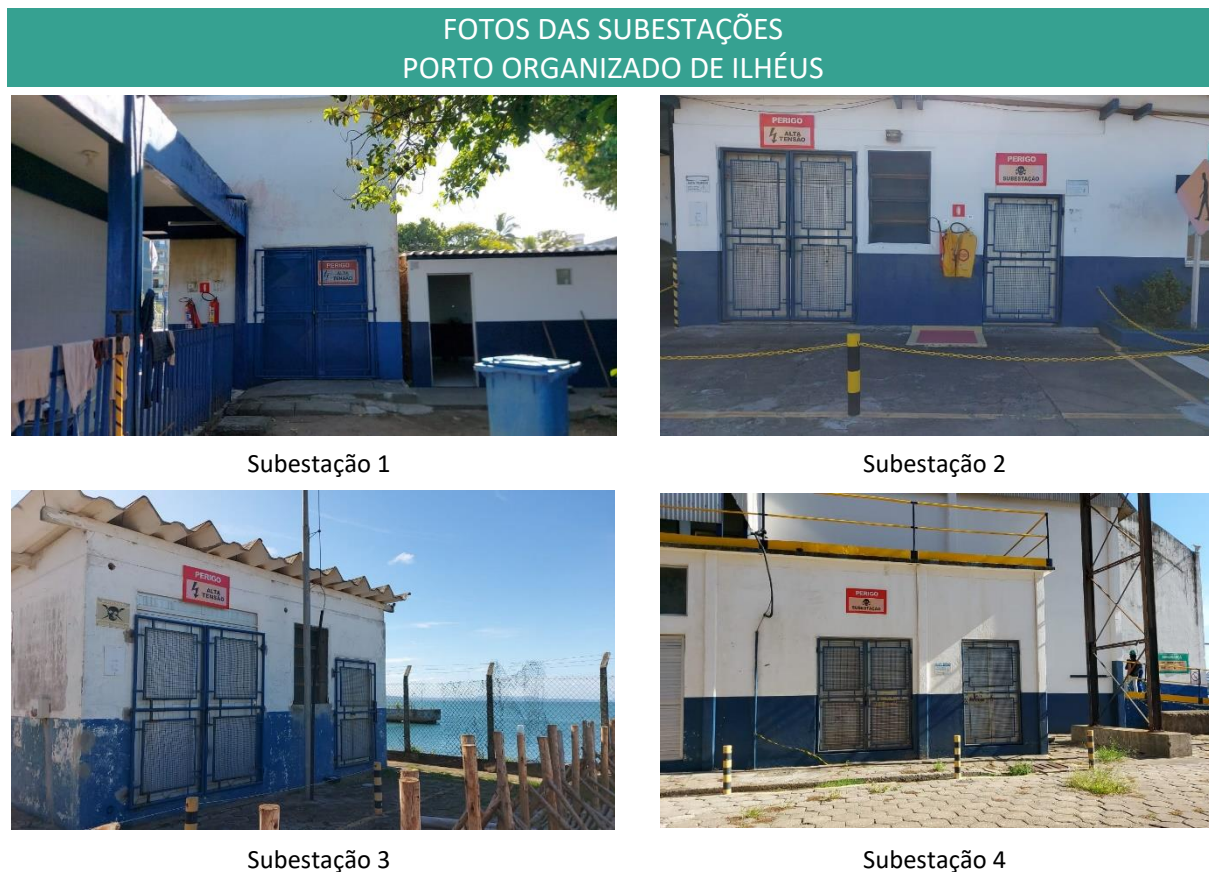 FOTOS DAS SUBESTAÇÕES
PORTO ORGANIZADO DE ILHÉUS
PERIGO
ALTA
TENSÃO
PERIGO
ALTA
TENSÃO
PERIGO
SUBESTAÇÃO
Subestação 1
Subestação 2
PERIGO
ALTA
TENSÃO
PERIGO
SUBESTAÇÃO
Subestação 3
Subestação 4